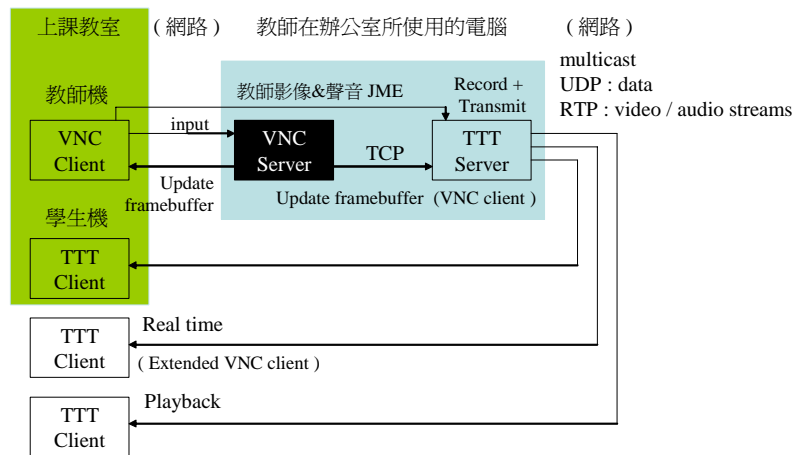 上課教室
( 網路 )
教師在辦公室所使用的電腦
( 網路 )
multicast
UDP : data
RTP : video / audio streams
教師機
教師影像&聲音 JME
Record +
Transmit
VNC
Client
input
VNC
Server
TCP
TTT
Server
Update
framebuffer
Update framebuffer
(VNC client )
學生機
TTT
Client
TTT
Client
Real time
( Extended VNC client )
TTT
Client
Playback